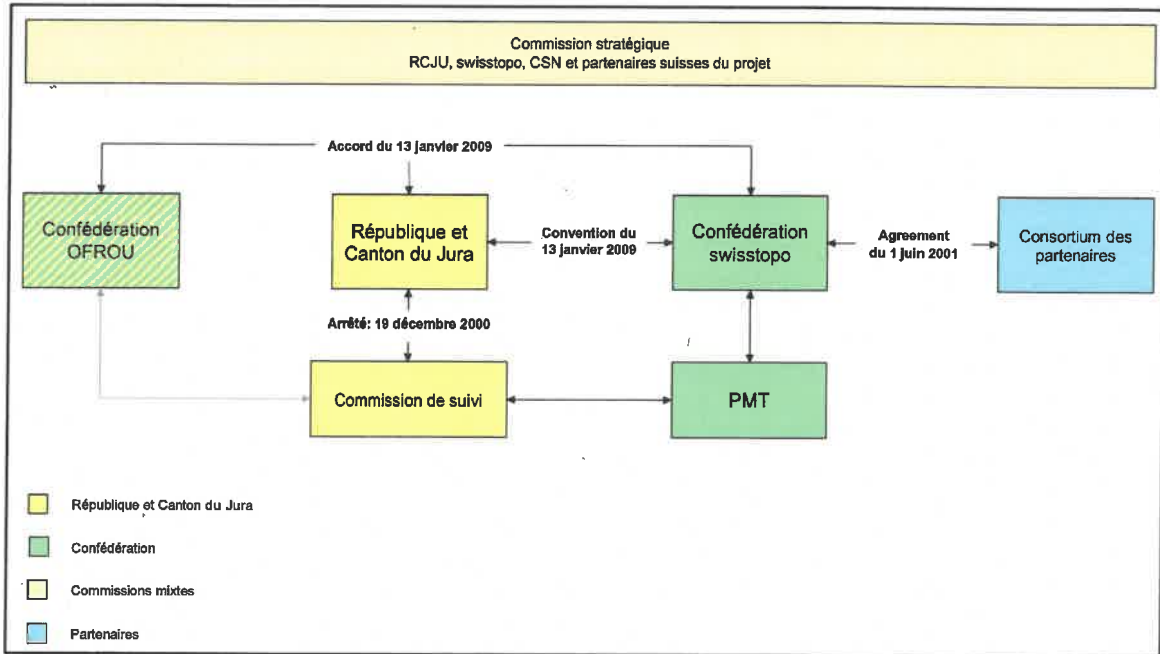 Commission stratégique
RCJU, swisstopo, CSN et partenaires suisses du projet
Accord du 13 janvier 2009
Confédération
OFROU
République et
Canton du Jura
Convention du
13 janvier 2009
Confédération
swisstopo
Agreement
du 1 juin 2001
Consortium des
partenaires
Arrêté: 19 décembre 2000
Commission de suivi
PMT
République et Canton du Jura
Confédération
Commissions mixtes
Partenaires